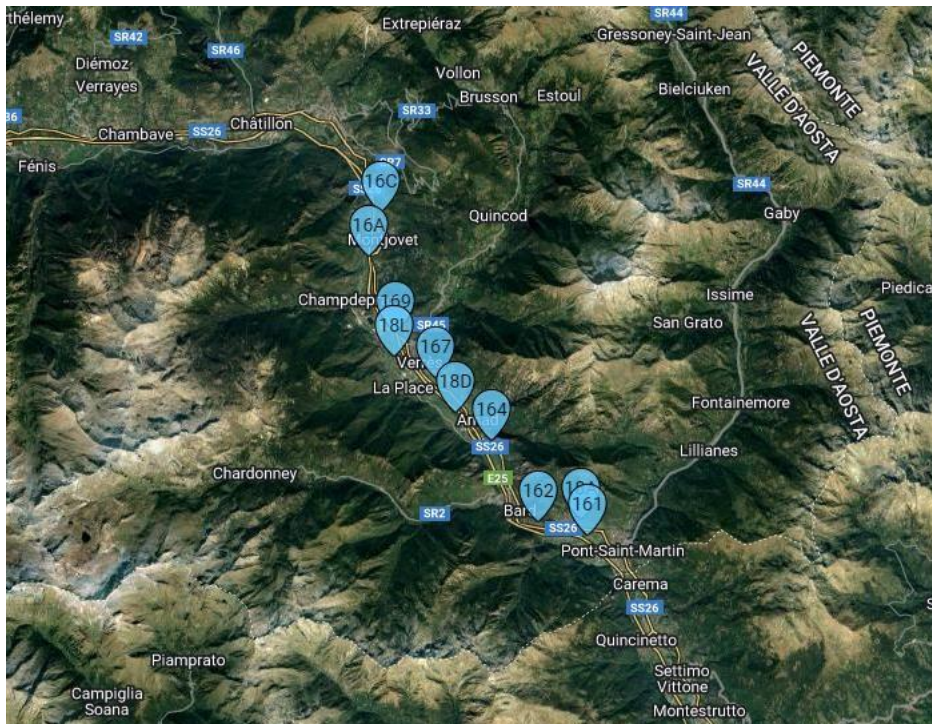 thélemy
SR42
SR46
Extrepiéraz
SR44
Gressoney-Saint-Jean
PIEMONTE
VALLE D'AOSTA
Diémoz
Verrayes
Vollon
Brusson
Estoul
Bielciuken
SR33
36
Chambave
SS26
Châtillon
Fénis
SR7
16C
SR44
Quincod
Gaby
16A
Montjovet
Champdep
169
Issime
Piedica
18L
SR45
San Grato
VALLE D'AOSTA
PIEMONTE
167
La Place
18D
Fontainemore
164
SS26
Lillianes
Chardonney
E25
162
161
SR2
Bard
SS26
Pont-Saint-Martin
Carema
SS26
Quincinetto
Piamprato
Settimo
Vittone
Campiglia
Soana
Montestrutto